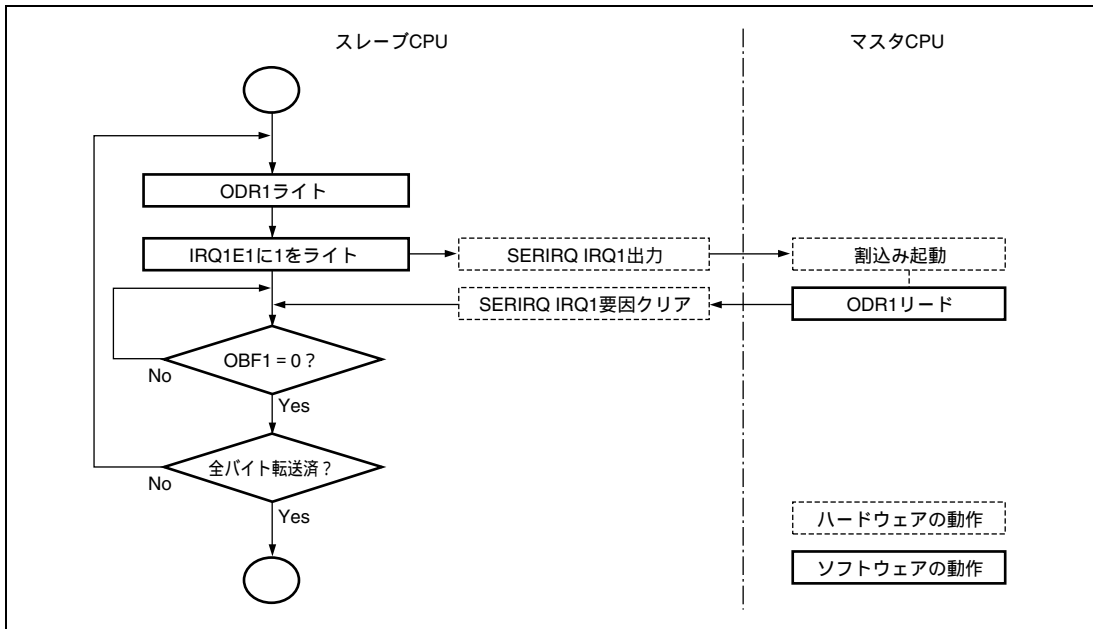 スレーブCPU
マスタCPU
ODR1ライト
IRQ1E1に1をライト
SERIRQ IRQ1出力
割込み起動
SERIRQ IRQ1要因クリア
ODR1リード
OBF1 = 0?
No
Yes
全バイト転送済?
No
Yes
ハードウェアの動作
ソフトウェアの動作